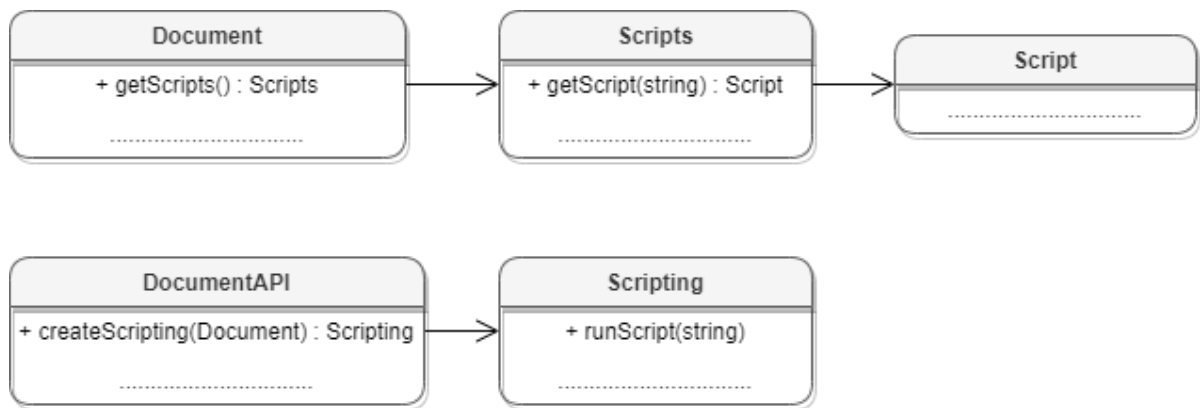 Document
+ getScripts() : Scripts
..............................
Scripts
+ getScript(string) : Script
..............................
Script
..............................
DocumentAPI
+ createScripting(Document) : Scripting
..............................
Scripting
+ runScript(string)
..............................